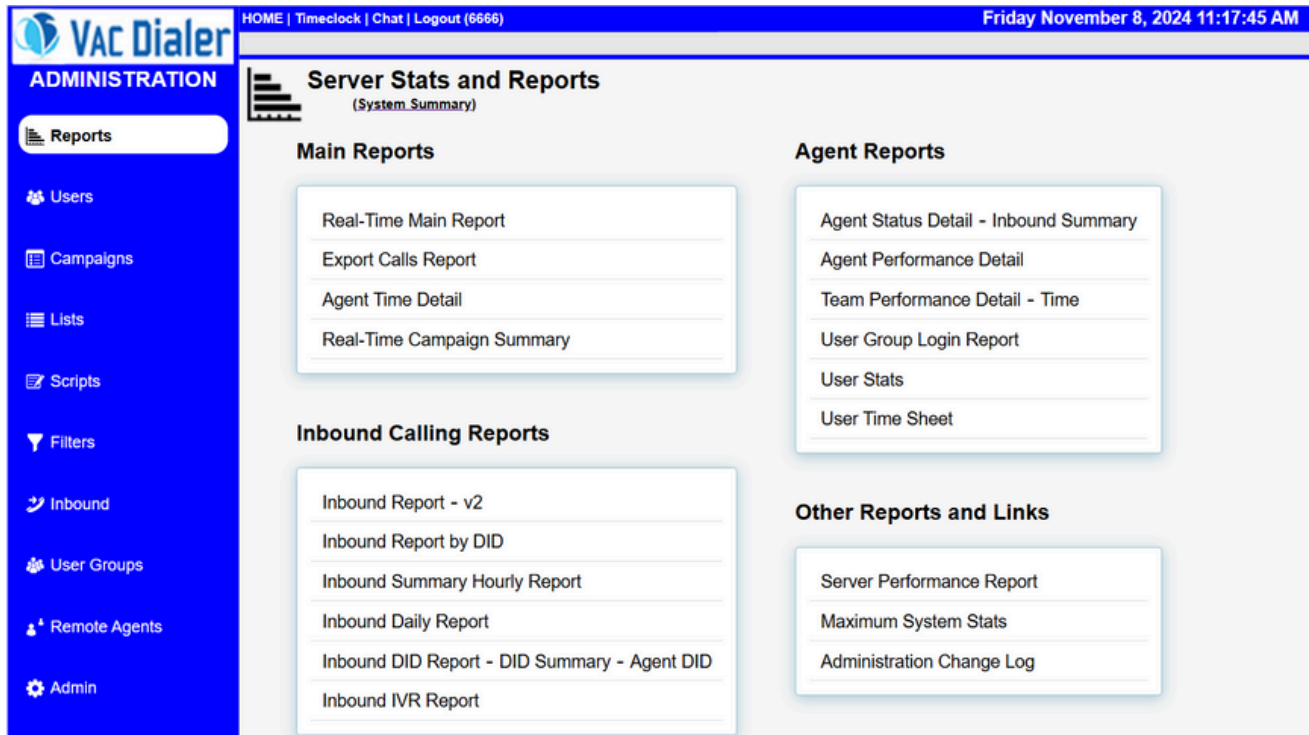 VAC Dialer
HOME | Timeclock | Chat | Logout (6666)
Friday November 8, 2024 11:17:45 AM
ADMINISTRATION
Reports
Users
Campaigns
Lists
Scripts
Filters
Inbound
User Groups
Remote Agents
Admin
Server Stats and Reports
(System Summary)
Main Reports
Real-Time Main Report
Export Calls Report
Agent Time Detail
Real-Time Campaign Summary
Inbound Calling Reports
Inbound Report - v2
Inbound Report by DID
Inbound Summary Hourly Report
Inbound Daily Report
Inbound DID Report - DID Summary - Agent DID
Inbound IVR Report
Agent Reports
Agent Status Detail - Inbound Summary
Agent Performance Detail
Team Performance Detail - Time
User Group Login Report
User Stats
User Time Sheet
Other Reports and Links
Server Performance Report
Maximum System Stats
Administration Change Log